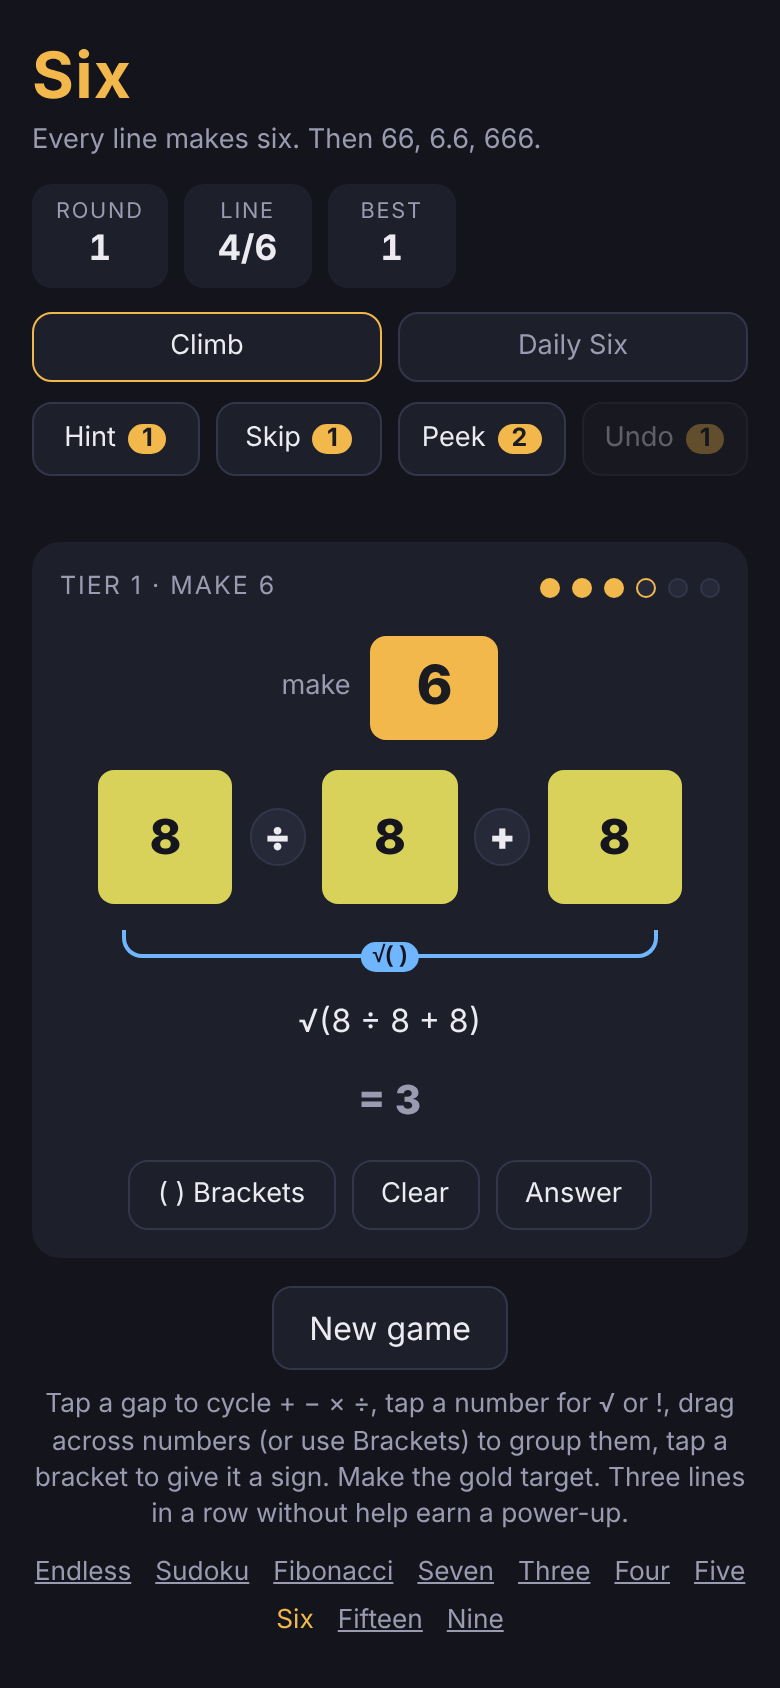 Six
Every line makes six. Then 66, 6.6, 666.
ROUND LINE BEST
1 4/6 1
Climb Daily Six
Hint 1 Skip 1 Peek 2 Undo 1
TIER 1 · MAKE 6
make 6
8 ÷ 8 + 8
√( )
√(8 ÷ 8 + 8)
= 3
( ) Brackets Clear Answer
New game
Tap a gap to cycle + − × ÷, tap a number for √ or !, drag
across numbers (or use Brackets) to group them, tap a
bracket to give it a sign. Make the gold target. Three lines
in a row without help earn a power-up.
Endless Sudoku Fibonacci Seven Three Four Five
Six Fifteen Nine